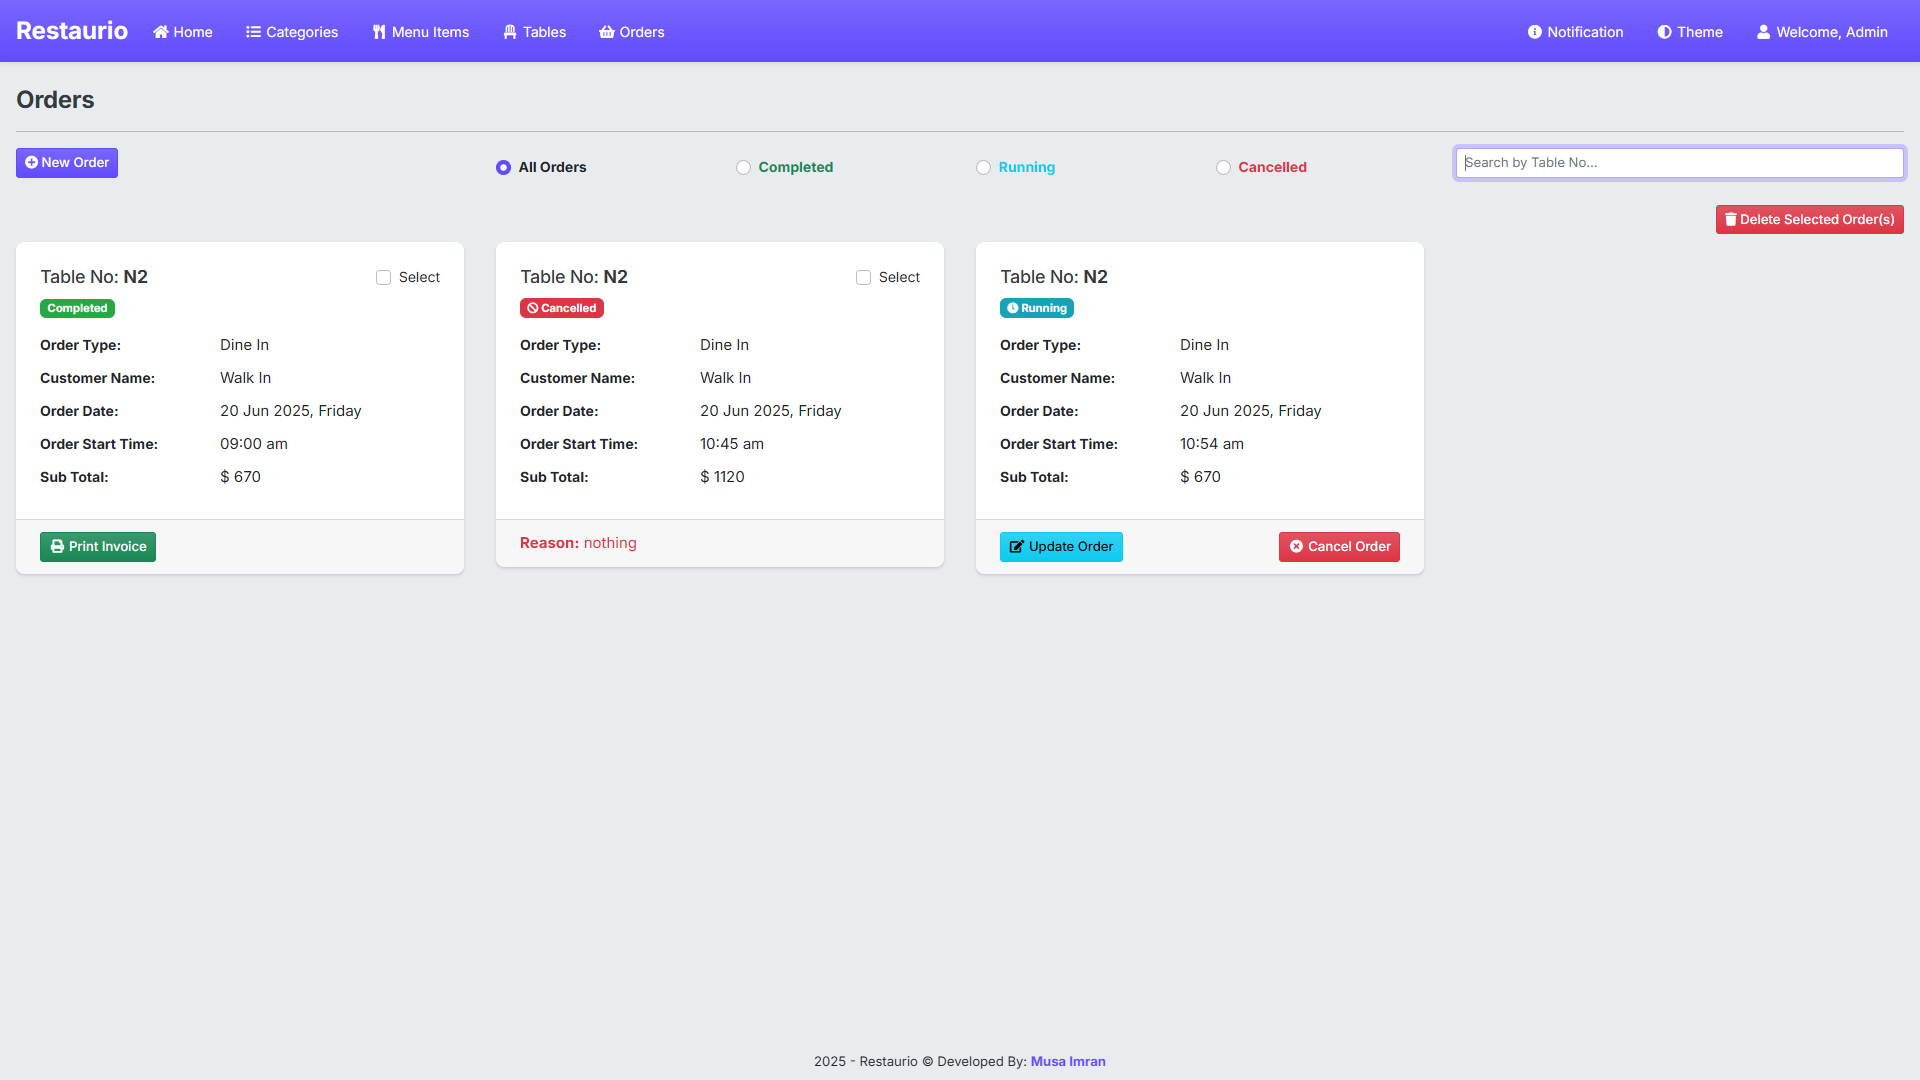 Restaurio Home Categories Menu Items Tables Orders Notification Theme Welcome, Admin
Orders
New Order All Orders Completed Running Cancelled Search by Table No...
Delete Selected Order(s)
Table No: N2 Select
Completed
Order Type: Dine In
Customer Name: Walk In
Order Date: 20 Jun 2025, Friday
Order Start Time: 09:00 am
Sub Total: $ 670
Print Invoice
Table No: N2 Select
Cancelled
Order Type: Dine In
Customer Name: Walk In
Order Date: 20 Jun 2025, Friday
Order Start Time: 10:45 am
Sub Total: $ 1120
Reason: nothing
Table No: N2
Running
Order Type: Dine In
Customer Name: Walk In
Order Date: 20 Jun 2025, Friday
Order Start Time: 10:54 am
Sub Total: $ 670
Update Order Cancel Order
2025 - Restaurio © Developed By: Musa Imran